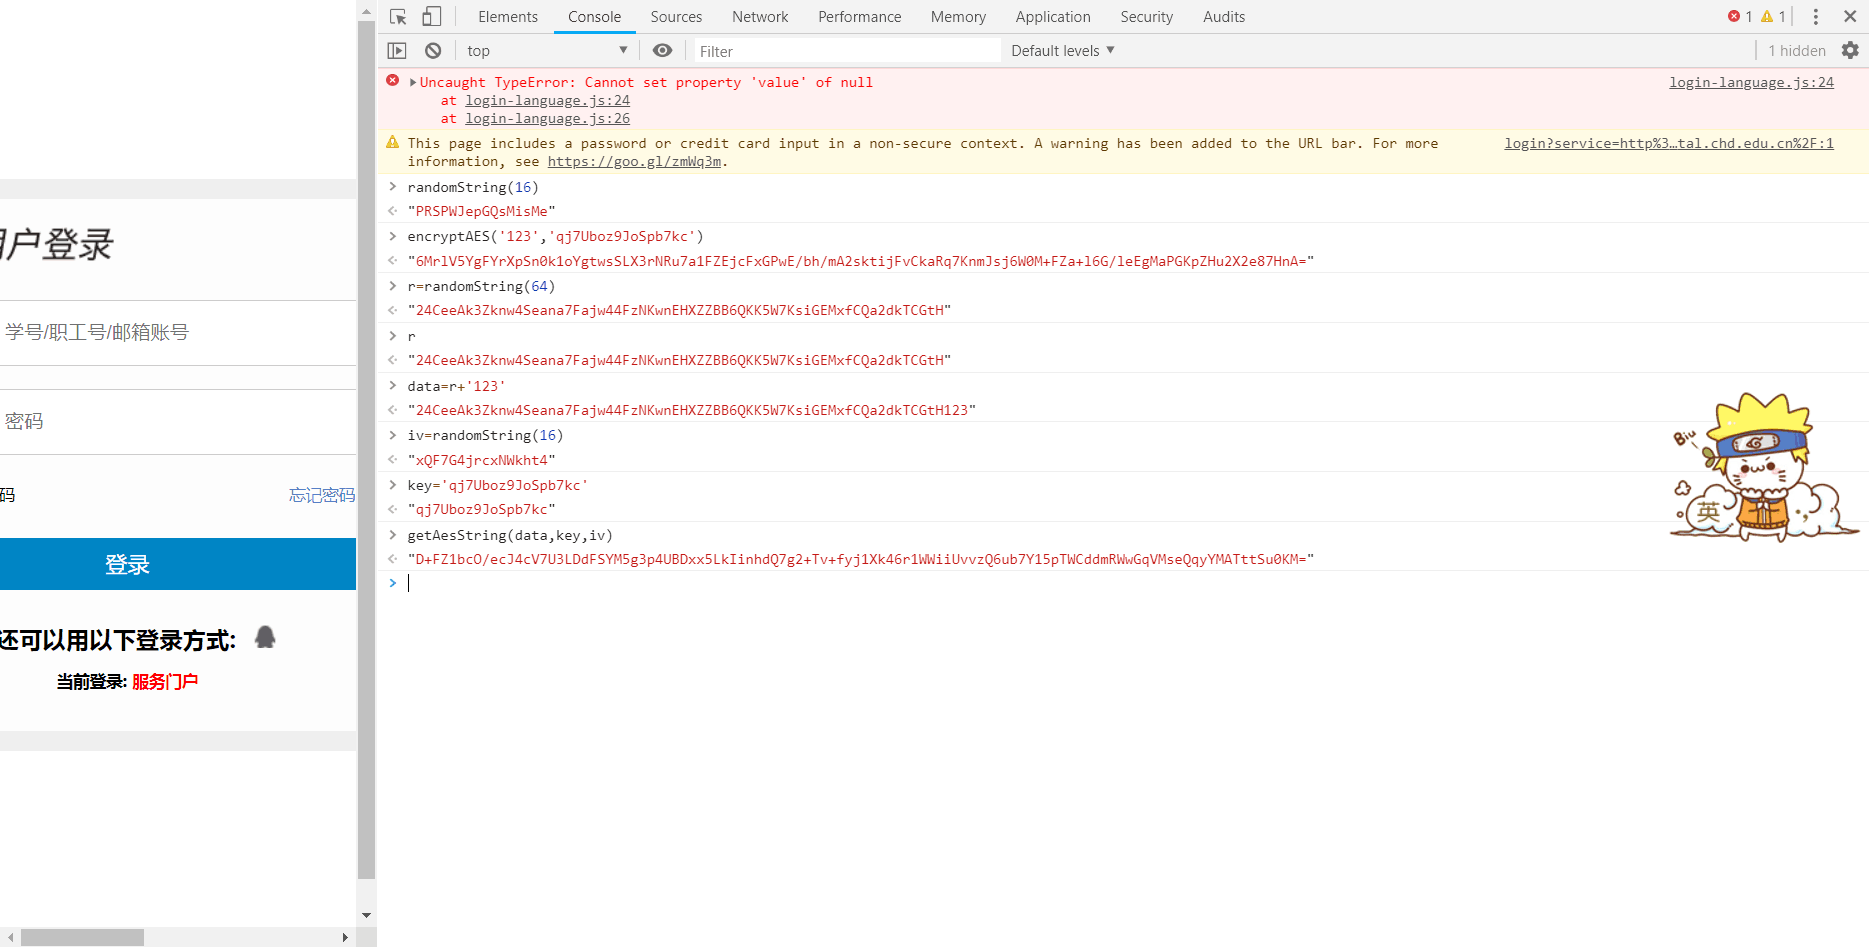 用户登录
学号/职工号/邮箱账号
密码
码
忘记密码
登录
还可以用以下登录方式:
当前登录: 服务门户
Elements Console Sources Network Performance Memory Application Security Audits 1 1
top Filter Default levels 1 hidden
Uncaught TypeError: Cannot set property 'value' of null login-language.js:24
at login-language.js:24
at login-language.js:26
This page includes a password or credit card input in a non-secure context. A warning has been added to the URL bar. For more login?service=http%3…tal.chd.edu.cn%2F:1
information, see https://goo.gl/zmWq3m.
> randomString(16)
"PRSPWJepGQsMisMe"
> encryptAES('123','qj7Uboz9JoSpb7kc')
"6MrlV5YgFYrXpSn0k1oYgtwsSLX3rNRu7a1FZEjcFxGPwE/bh/mA2sktijFvCkaRq7KnmJsj6W0M+FZa+l6G/leEgMaPGKpZHu2X2e87HnA="
> r=randomString(64)
"24CeeAk3Zknw4Seana7Fajw44FzNKwnEHXZZBB6QKK5W7KsiGEMxfCQa2dkTCGtH"
> r
"24CeeAk3Zknw4Seana7Fajw44FzNKwnEHXZZBB6QKK5W7KsiGEMxfCQa2dkTCGtH"
> data=r+'123'
"24CeeAk3Zknw4Seana7Fajw44FzNKwnEHXZZBB6QKK5W7KsiGEMxfCQa2dkTCGtH123"
> iv=randomString(16)
"xQF7G4jrcxNWkht4"
> key='qj7Uboz9JoSpb7kc'
"qj7Uboz9JoSpb7kc"
> getAesString(data,key,iv)
"D+FZ1bcO/ecJ4cV7U3LDdFSYM5g3p4UBDxx5LkIinhdQ7g2+Tv+fyj1Xk46r1WWiiUvvzQ6ub7Y15pTWCddmRWwGqVMseQqyYMATttSu0KM="
>
Biu
英